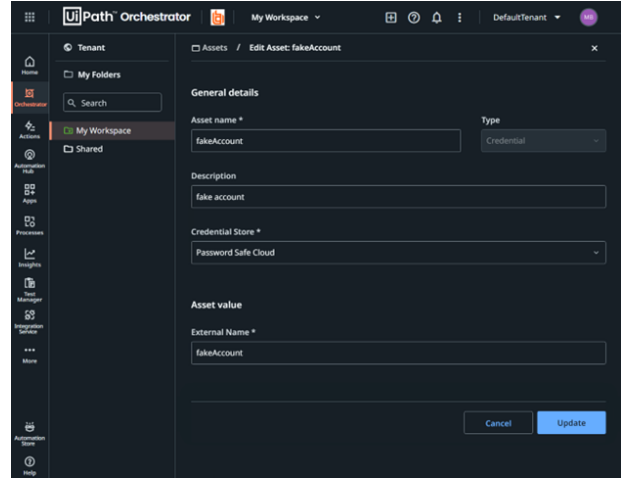 UiPath™ Orchestrator
My Workspace
DefaultTenant
MB
Home
Orchestrator
Actions
Automation
Hub
Apps
Processes
Insights
Test
Manager
Integration
Service
More
Automation
Store
Help
Tenant
My Folders
Search
My Workspace
Shared
Assets / Edit Asset: fakeAccount
General details
Asset name *
Type
fakeAccount
Credential
Description
fake account
Credential Store *
Password Safe Cloud
Asset value
External Name *
fakeAccount
Cancel
Update